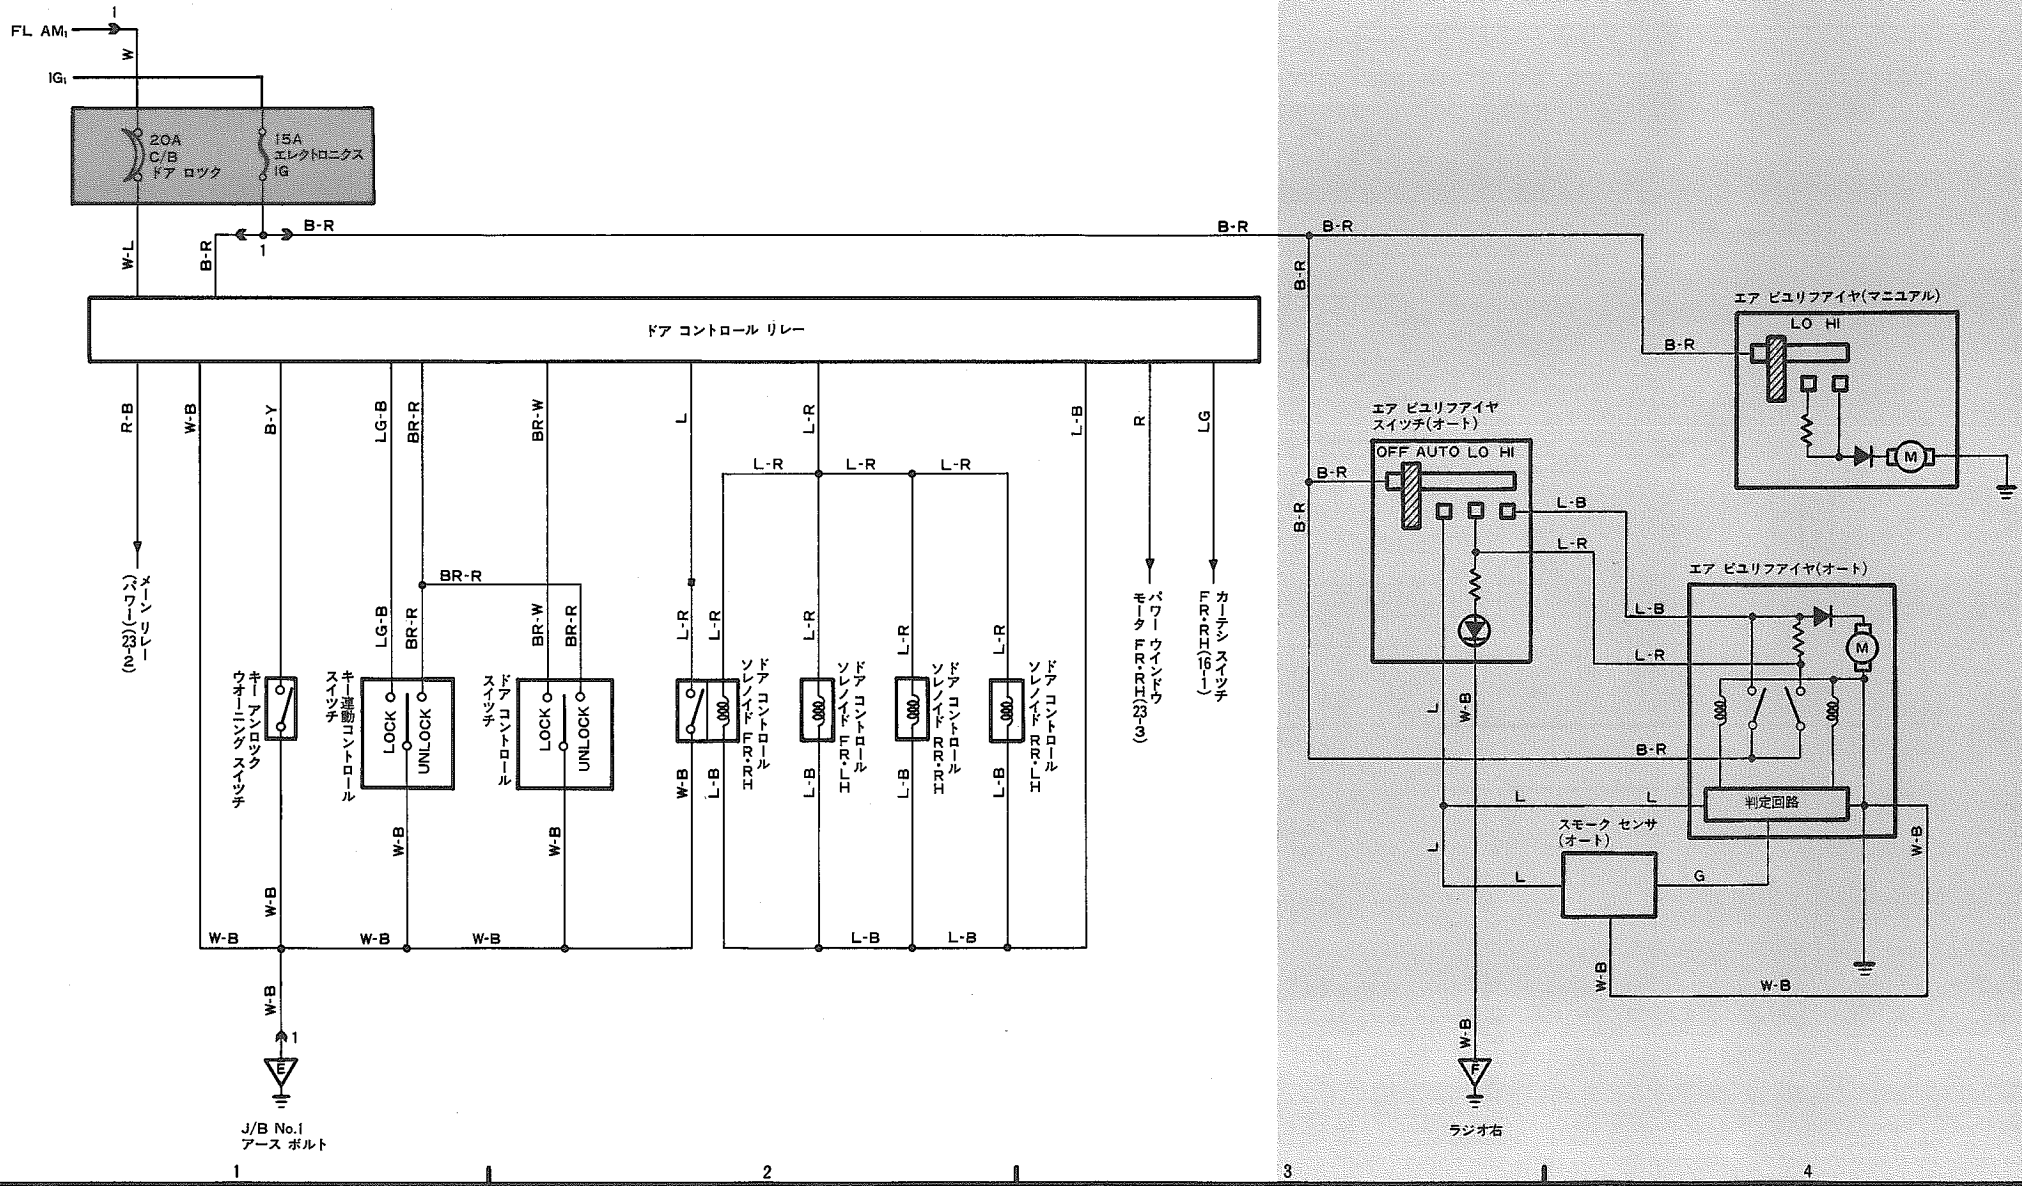 1
FL AM₁
W
IG₁
20A
C/B
ドア ロック
15A
エレクトロニクス
IG
W-L
B-R
1
B-R
B-R
B-R
B-R
ドア コントロール リレー
R-B
W-B
B-Y
LG-B
BR-R
BR-W
L
L-R
L-B
R
LG
L-R
L-R
L-R
BR-R
LG-B
BR-R
BR-W
BR-R
L-R
L-R
L-R
L-R
L-R
メーン リレー
(パワー)(23-2)
パワー ウインドウ
モータ FR・RH(23-3)
カーテシ スイッチ
FR・RH(16-1)
キー アンロック
ウオーニング スイッチ
キー連動コントロール
スイッチ
LOCK
UNLOCK
ドア コントロール
スイッチ
LOCK
UNLOCK
ドア コントロール
ソレノイド FR・RH
ドア コントロール
ソレノイド FR・LH
ドア コントロール
ソレノイド RR・RH
ドア コントロール
ソレノイド RR・LH
W-B
W-B
W-B
L-B
L-B
L-B
L-B
W-B
W-B
W-B
W-B
L-B
L-B
W-B
1
E
J/B No.1
アース ボルト
エア ピユリフアイヤ(マニユアル)
LO HI
B-R
M
エア ピユリフアイヤ
スイッチ(オート)
OFF AUTO LO HI
B-R
B-R
L-B
L-R
エア ピユリフアイヤ(オート)
L-B
L-R
M
L
W-B
B-R
L
L
判定回路
スモーク センサ
(オート)
L
L
G
W-B
W-B
W-B
W-B
F
ラジオ右
1
2
3
4